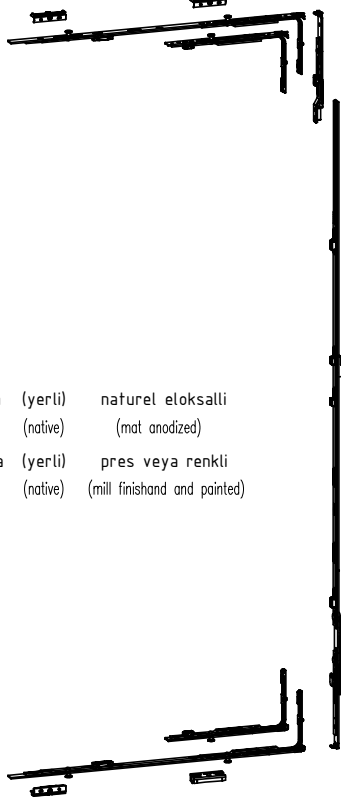 (yerli) naturel eloksalli
(native) (mat anodized)
(yerli) pres veya renkli
(native) (mill finishand and painted)